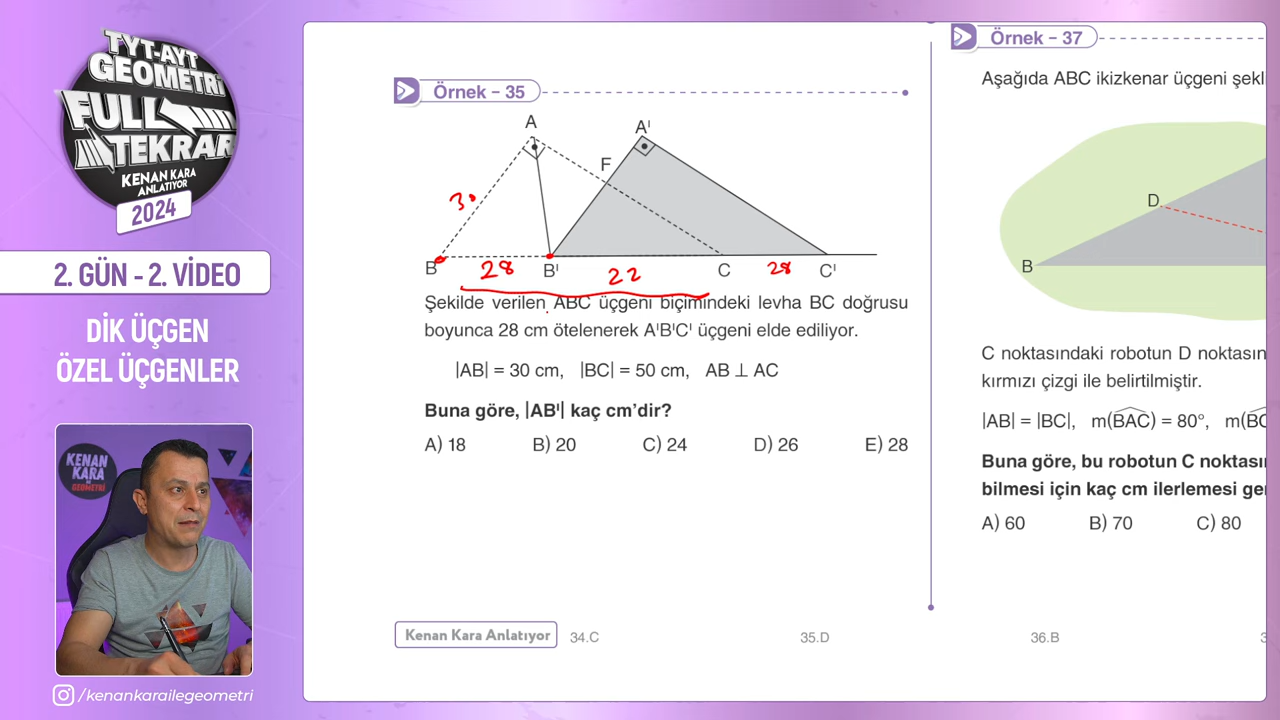 TYT-AYT
GEOMETRİ
FULL
TEKRAR
KENAN KARA
ANLATIYOR
2024
2. GÜN - 2. VİDEO
DİK ÜÇGEN
ÖZEL ÜÇGENLER
KENAN
KARA
GEOMETRİ
/kenankarailegeometri
Örnek – 35
A
A'
F
30
B
28
B'
22
C
28
C'
Şekilde verilen ABC üçgeni biçimindeki levha BC doğrusu
boyunca 28 cm ötelenerek A'B'C' üçgeni elde ediliyor.
|AB| = 30 cm, |BC| = 50 cm, AB ⊥ AC
Buna göre, |AB'| kaç cm'dir?
A) 18 B) 20 C) 24 D) 26 E) 28
Kenan Kara Anlatıyor
34.C 35.D 36.B
Örnek – 37
Aşağıda ABC ikizkenar üçgeni şekl
D
B
C noktasındaki robotun D noktasın
kırmızı çizgi ile belirtilmiştir.
|AB| = |BC|, m(BAC) = 80°, m(BC
Buna göre, bu robotun C noktası
bilmesi için kaç cm ilerlemesi ge
A) 60 B) 70 C) 80